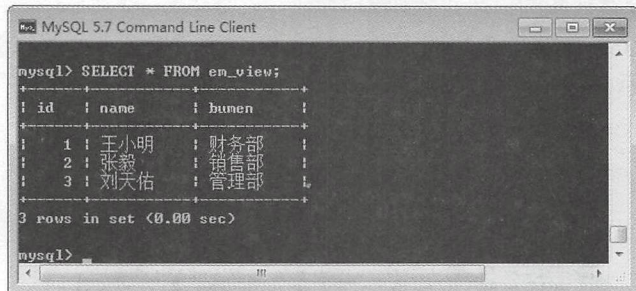 MySQL 5.7 Command Line Client
mysql> SELECT * FROM em_view;
+------+--------+--------+
| id | name | bumen |
+------+--------+--------+
| 1 | 王小明 | 财务部 |
| 2 | 张毅 | 销售部 |
| 3 | 刘天佑 | 管理部 |
+------+--------+--------+
3 rows in set (0.00 sec)
mysql> _